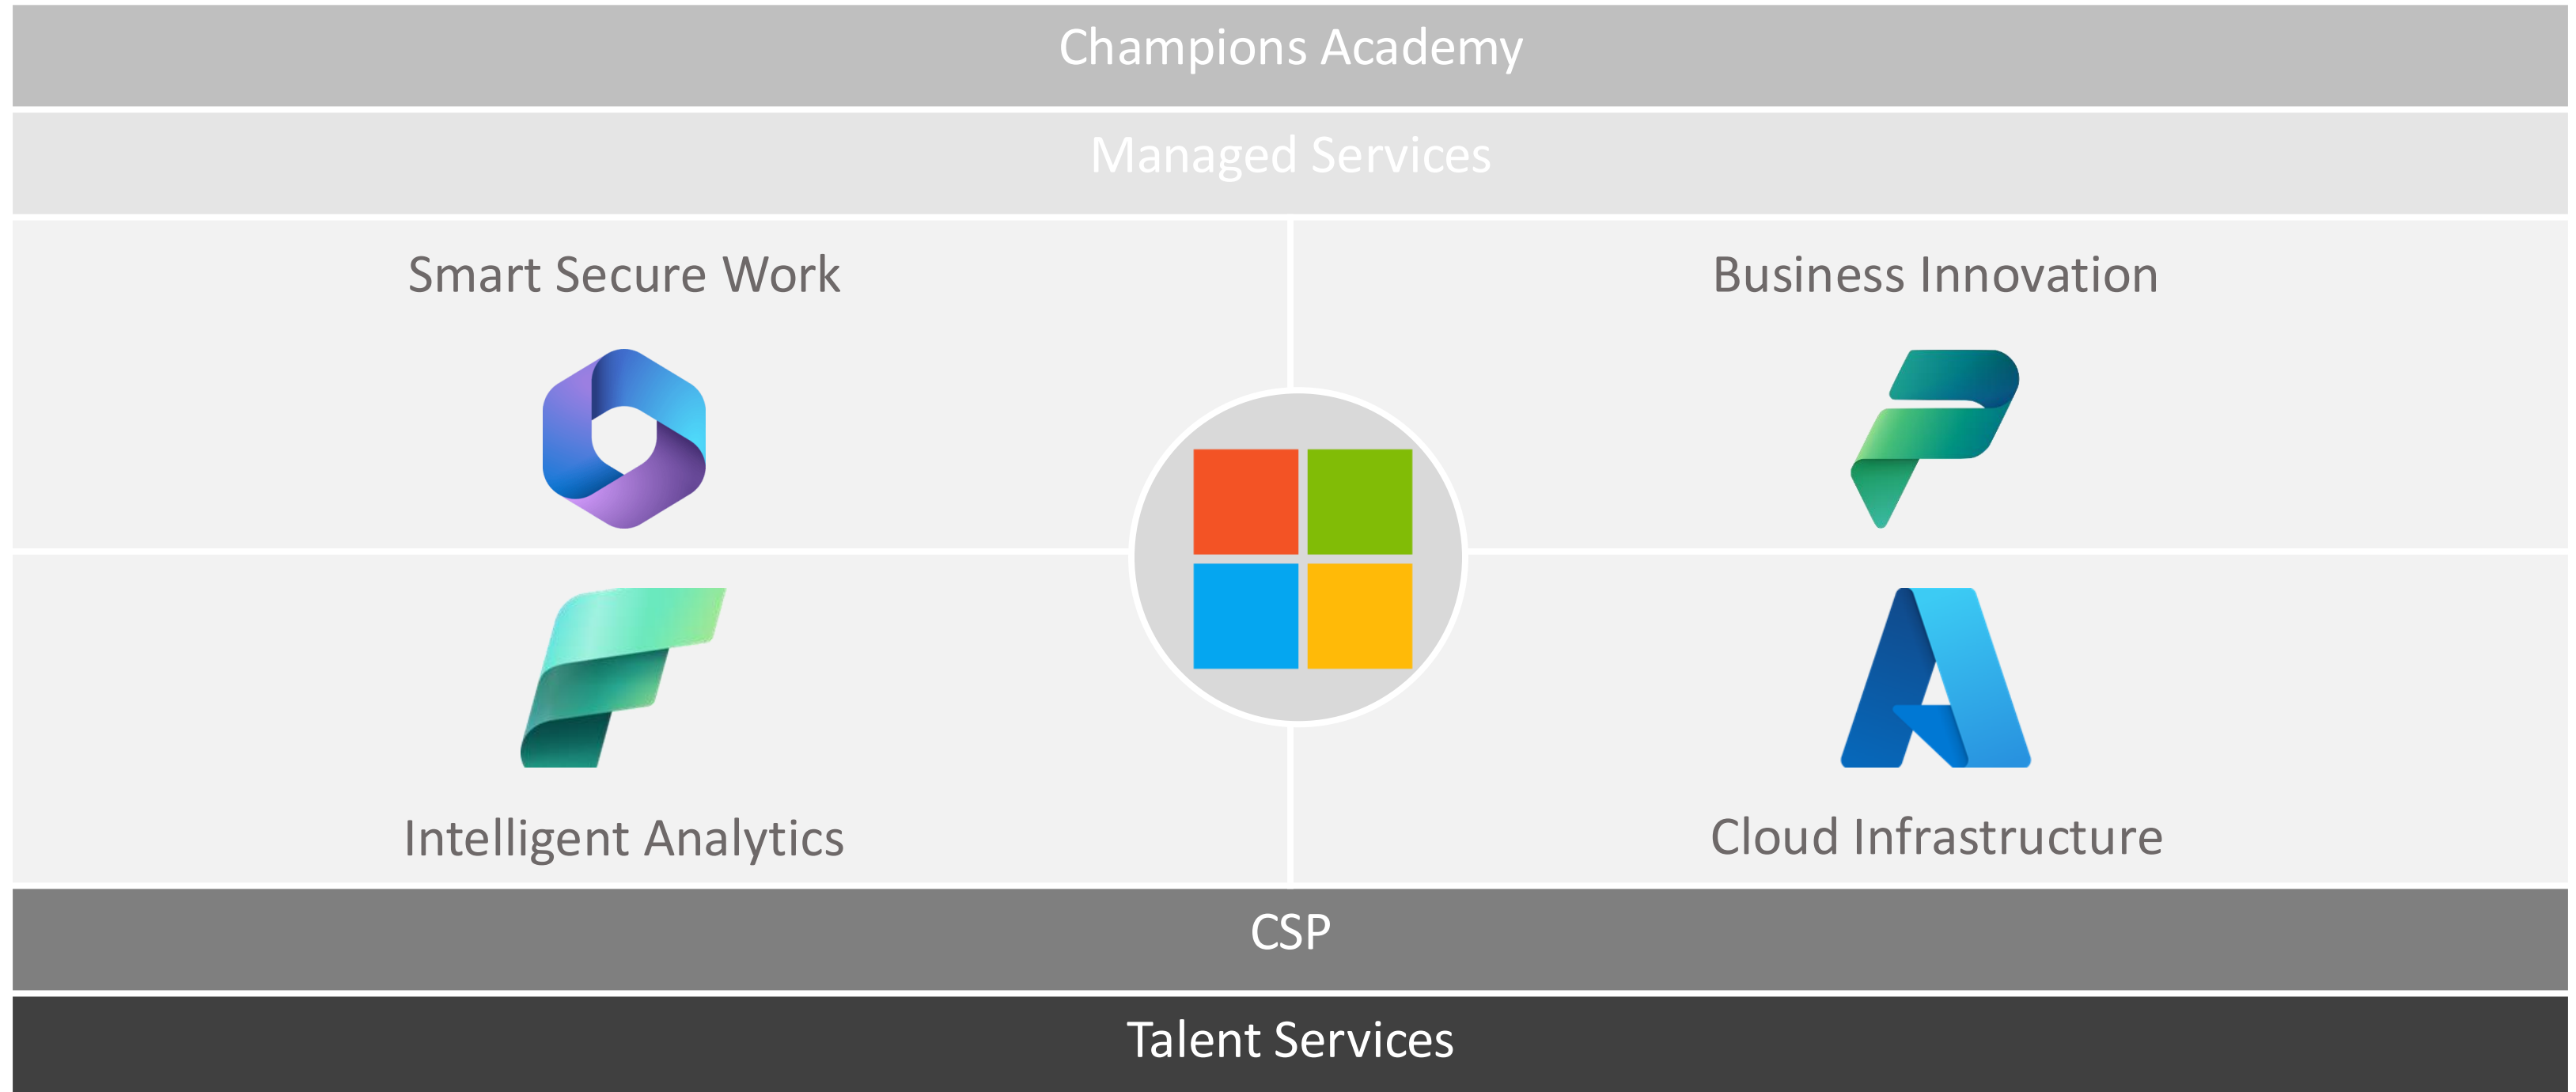 Champions Academy
Managed Services
Smart Secure Work
Business Innovation
Intelligent Analytics
Cloud Infrastructure
CSP
Talent Services